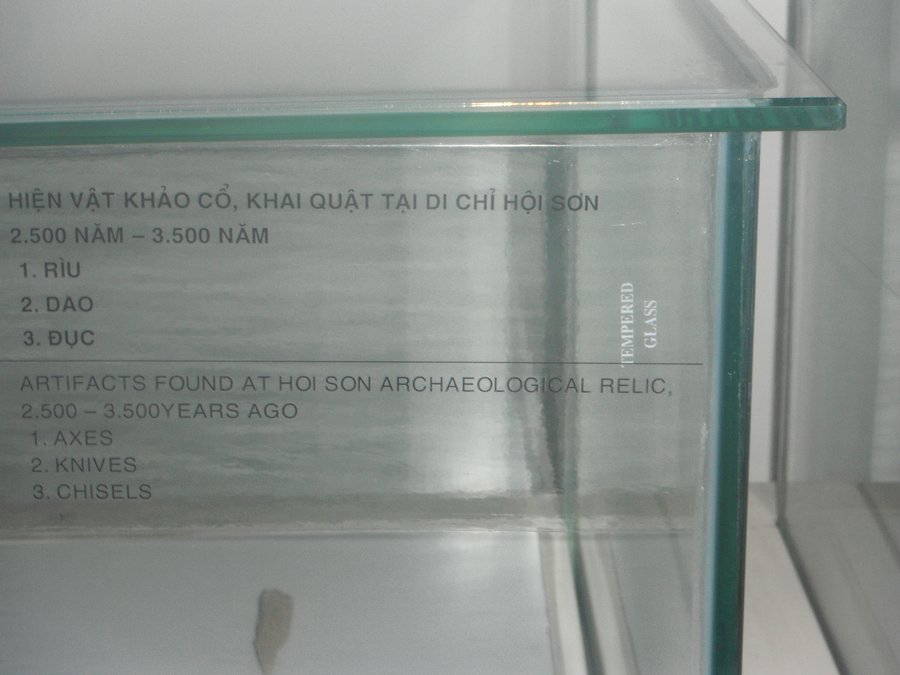 HIỆN VẬT KHẢO CỔ, KHAI QUẬT TẠI DI CHỈ HỘI SƠN
2.500 NĂM – 3.500 NĂM
1. RÌU
2. DAO
3. ĐỤC
TEMPERED
GLASS
ARTIFACTS FOUND AT HOI SON ARCHAEOLOGICAL RELIC,
2.500 – 3.500YEARS AGO
1. AXES
2. KNIVES
3. CHISELS